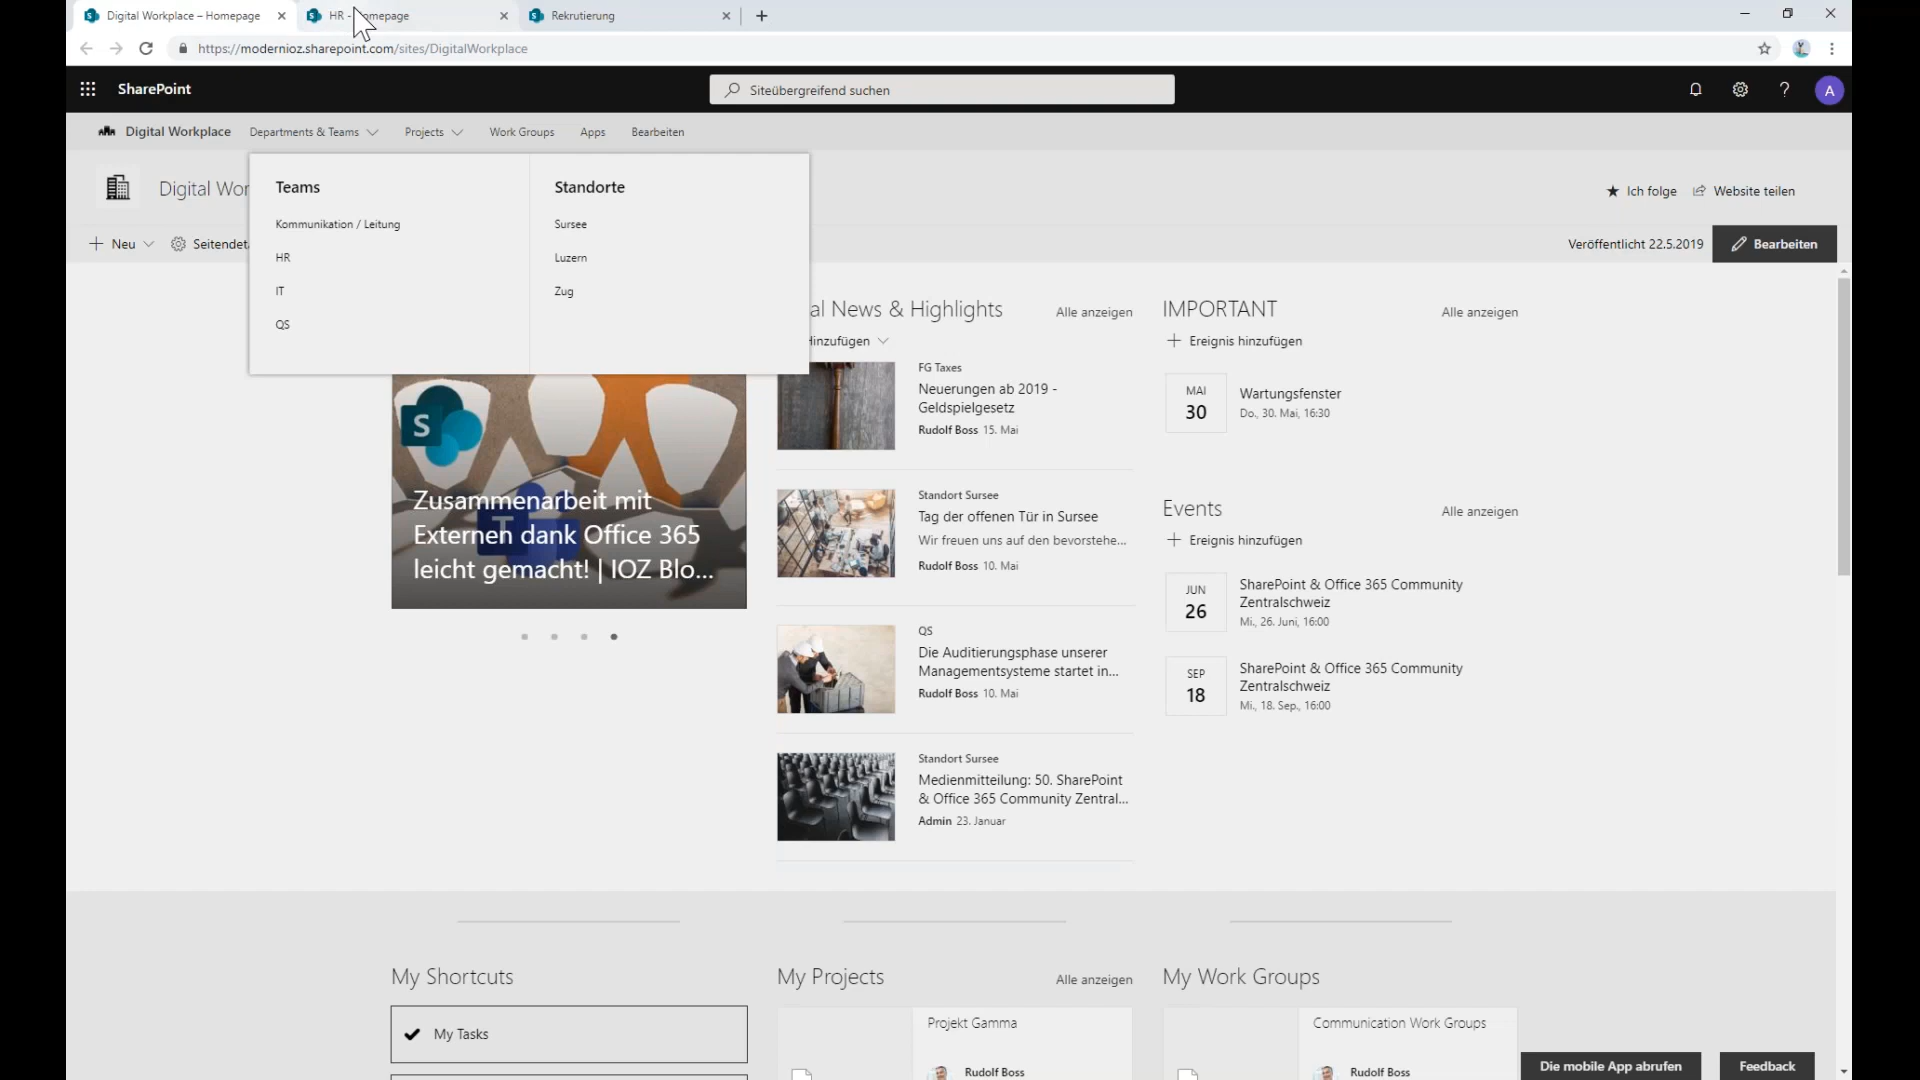 Digital Workplace – Homepage
HR - omepage
Rekrutierung
https://modernioz.sharepoint.com/sites/DigitalWorkplace
SharePoint
Siteübergreifend suchen
A
Digital Workplace
Departments & Teams
Projects
Work Groups
Apps
Bearbeiten
Digital Wor
Ich folge
Website teilen
Neu
Seitendeta
Veröffentlicht 22.5.2019
Bearbeiten
Teams
Kommunikation / Leitung
HR
IT
QS
Standorte
Sursee
Luzern
Zug
S
T
Zusammenarbeit mit
Externen dank Office 365
leicht gemacht! | IOZ Blo...
al News & Highlights
Alle anzeigen
Hinzufügen
FG Taxes
Neuerungen ab 2019 -
Geldspielgesetz
Rudolf Boss 15. Mai
Standort Sursee
Tag der offenen Tür in Sursee
Wir freuen uns auf den bevorstehe...
Rudolf Boss 10. Mai
QS
Die Auditierungsphase unserer
Managementsysteme startet in...
Rudolf Boss 10. Mai
Standort Sursee
Medienmitteilung: 50. SharePoint
& Office 365 Community Zentral...
Admin 23. Januar
IMPORTANT
Alle anzeigen
Ereignis hinzufügen
MAI
30
Wartungsfenster
Do., 30. Mai, 16:30
Events
Alle anzeigen
Ereignis hinzufügen
JUN
26
SharePoint & Office 365 Community
Zentralschweiz
Mi., 26. Juni, 16:00
SEP
18
SharePoint & Office 365 Community
Zentralschweiz
Mi., 18. Sep., 16:00
My Shortcuts
My Tasks
My Projects
Alle anzeigen
Projekt Gamma
Rudolf Boss
My Work Groups
Communication Work Groups
Rudolf Boss
Die mobile App abrufen
Feedback